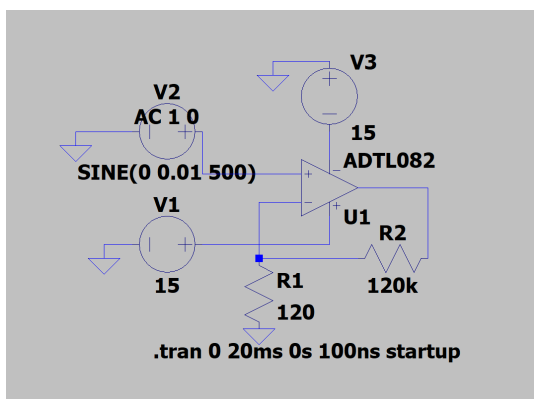 V3
V2
AC 1 0
15
ADTL082
SINE(0 0.01 500)
V1
U1
R2
15
R1
120k
120
.tran 0 20ms 0s 100ns startup